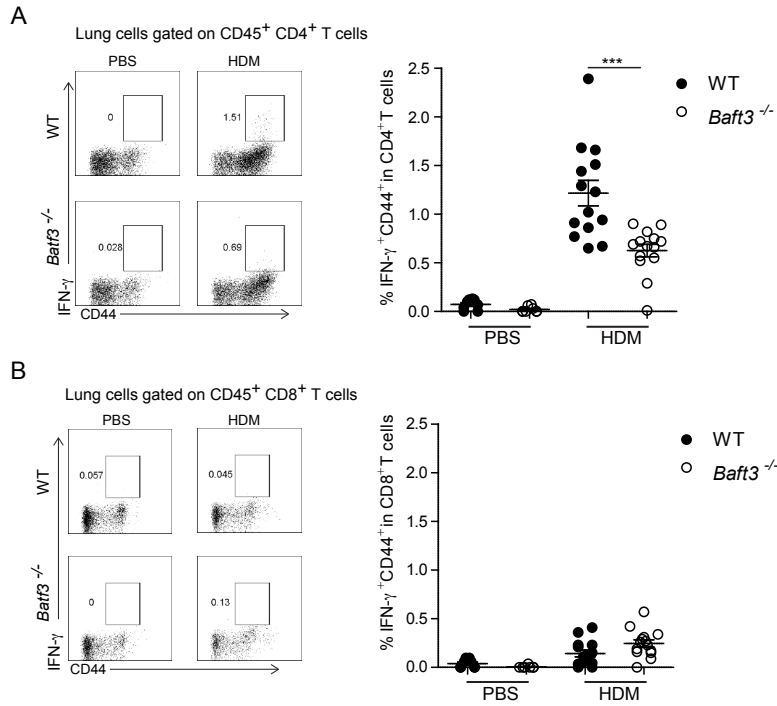 A
Lung cells gated on CD45+ CD4+ T cells
PBS HDM
WT
0
1.51
Batf3 -/-
0.028
0.69
IFN-γ
CD44
% IFN-γ +CD44+in CD4+T cells
2.5
2.0
1.5
1.0
0.5
0.0
***
PBS HDM
WT
Baft3 -/-
B
Lung cells gated on CD45+ CD8+ T cells
PBS HDM
WT
0.057
0.045
Batf3 -/-
0
0.13
IFN-γ
CD44
% IFN-γ +CD44+in CD8+T cells
2.5
2.0
1.5
1.0
0.5
0.0
PBS HDM
WT
Baft3 -/-